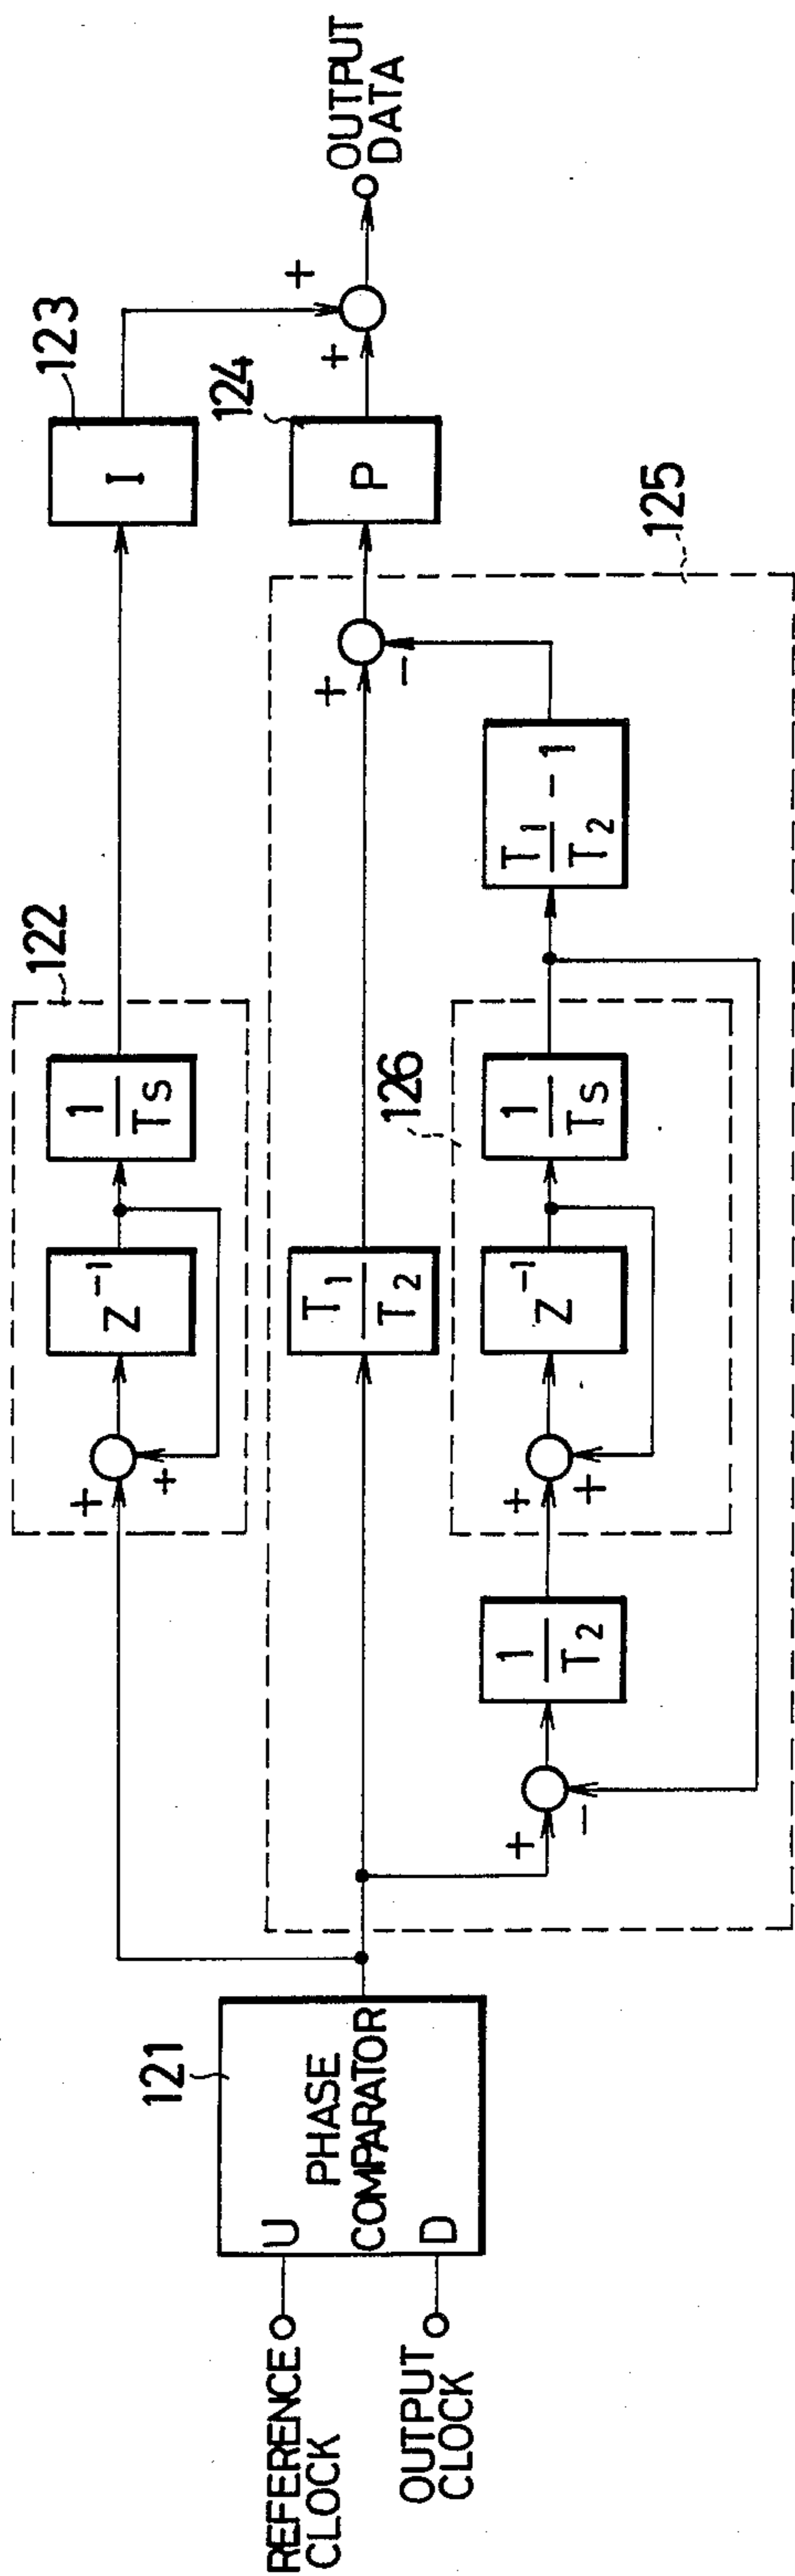 REFERENCE
CLOCK
OUTPUT
CLOCK
U
D
PHASE
COMPARATOR
121
122
+
+
Z⁻¹
1
TS
I
123
T1
T2
+
−
P
124
+
+
OUTPUT
DATA
125
+
−
1
T2
126
+
+
Z⁻¹
1
TS
T1
T2
− 1